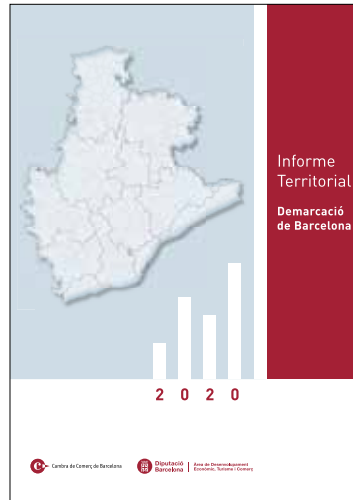 Informe
Territorial
Demarcació
de Barcelona
2 0 2 0
Cambra de Comerç de Barcelona
Diputació
Barcelona
Àrea de Desenvolupament
Econòmic, Turisme i Comerç